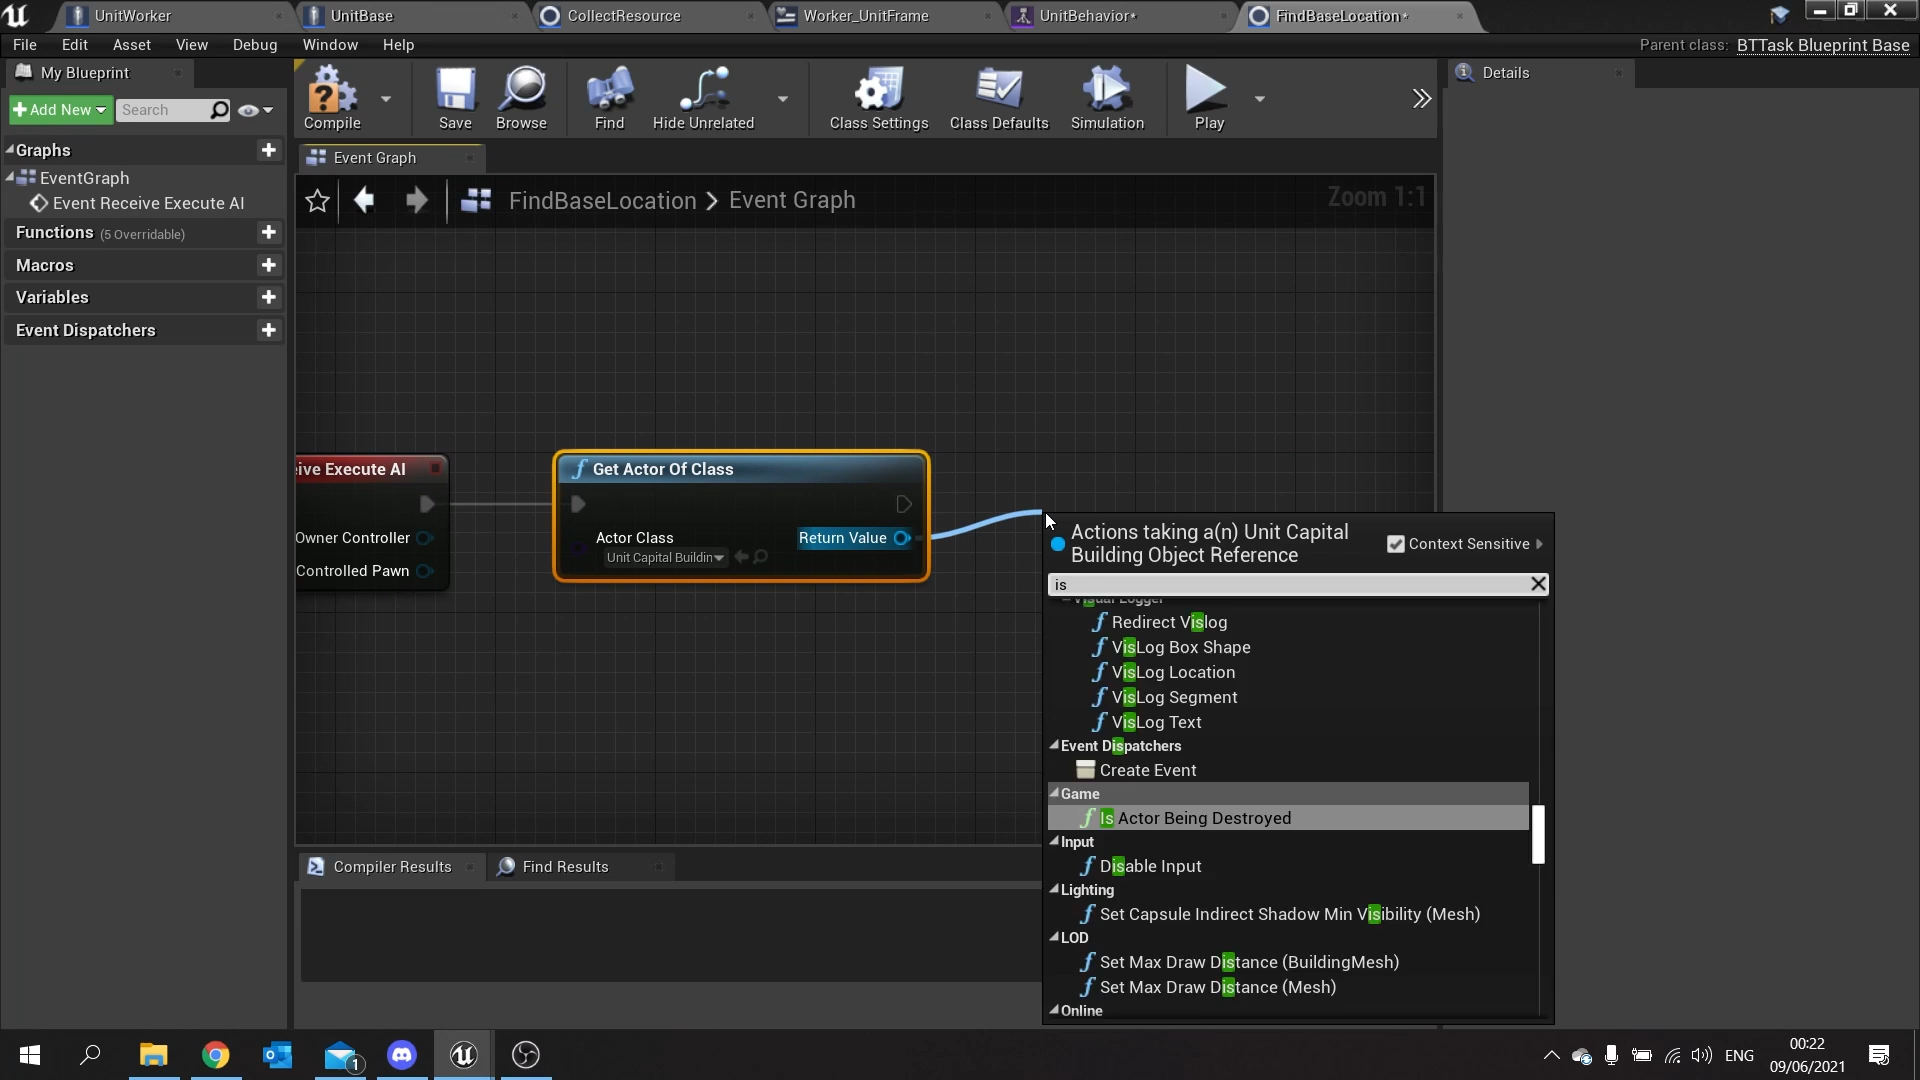 UnitWorker
UnitBase
CollectResource
Worker_UnitFrame
UnitBehavior*
FindBaseLocation*
File Edit Asset View Debug Window Help
Parent class: BTTask Blueprint Base
My Blueprint
Details
Add New
Search
Compile
Save
Browse
Find
Hide Unrelated
Class Settings
Class Defaults
Simulation
Play
Graphs
EventGraph
Event Receive Execute AI
Functions (5 Overridable)
Macros
Variables
Event Dispatchers
Event Graph
FindBaseLocation > Event Graph
Zoom 1:1
ive Execute AI
Owner Controller
Controlled Pawn
Get Actor Of Class
Actor Class
Unit Capital Buildin
Return Value
Actions taking a(n) Unit Capital
Building Object Reference
Context Sensitive
is
Visual Logger
Redirect Vislog
VisLog Box Shape
VisLog Location
VisLog Segment
VisLog Text
Event Dispatchers
Create Event
Game
Is Actor Being Destroyed
Input
Disable Input
Lighting
Set Capsule Indirect Shadow Min Visibility (Mesh)
LOD
Set Max Draw Distance (BuildingMesh)
Set Max Draw Distance (Mesh)
Online
Compiler Results
Find Results
1
ENG
00:22
09/06/2021